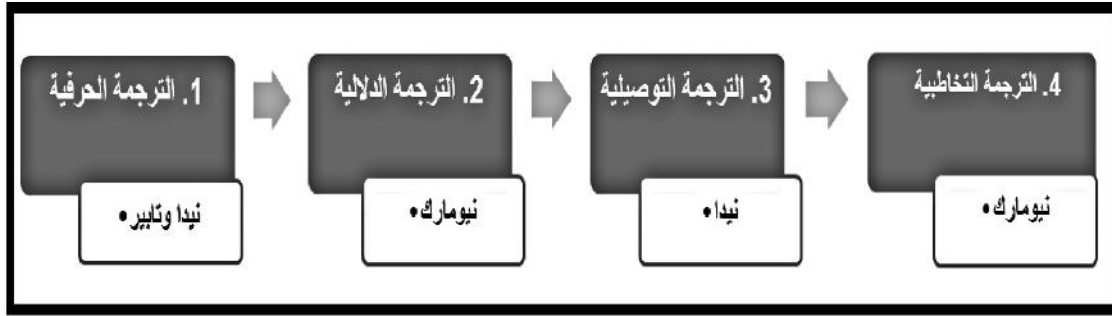 1. الترجمة الحرفية
نيدا وتابير •
2. الترجمة الدلالية
نيومارك •
3. الترجمة التوصيلية
نيدا •
4. الترجمة التخاطبية
نيومارك •